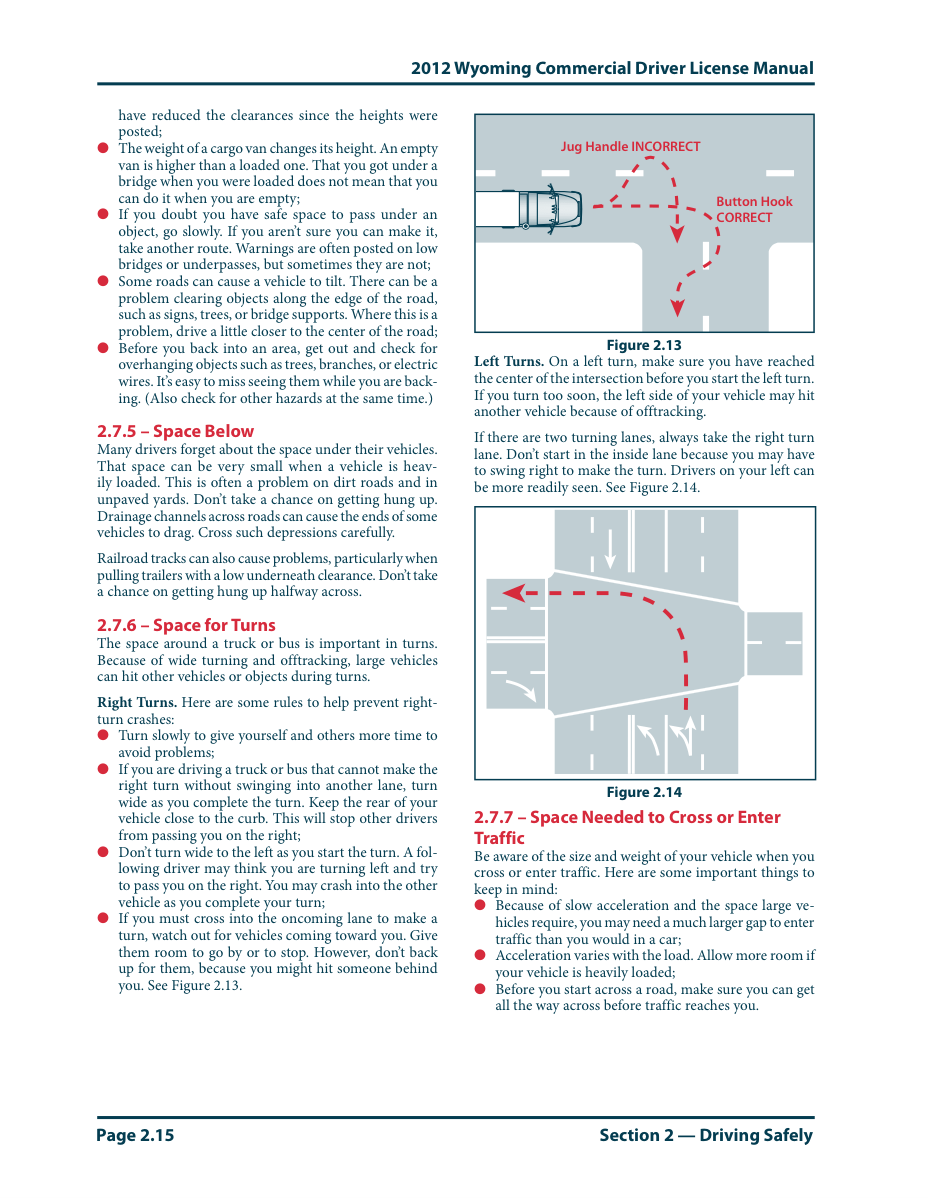 2012 Wyoming Commercial Driver License Manual
have reduced the clearances since the heights were
posted;
● The weight of a cargo van changes its height. An empty
van is higher than a loaded one. That you got under a
bridge when you were loaded does not mean that you
can do it when you are empty;
● If you doubt you have safe space to pass under an
object, go slowly. If you aren't sure you can make it,
take another route. Warnings are often posted on low
bridges or underpasses, but sometimes they are not;
● Some roads can cause a vehicle to tilt. There can be a
problem clearing objects along the edge of the road,
such as signs, trees, or bridge supports. Where this is a
problem, drive a little closer to the center of the road;
● Before you back into an area, get out and check for
overhanging objects such as trees, branches, or electric
wires. It's easy to miss seeing them while you are back-
ing. (Also check for other hazards at the same time.)
2.7.5 – Space Below
Many drivers forget about the space under their vehicles.
That space can be very small when a vehicle is heav-
ily loaded. This is often a problem on dirt roads and in
unpaved yards. Don't take a chance on getting hung up.
Drainage channels across roads can cause the ends of some
vehicles to drag. Cross such depressions carefully.
Railroad tracks can also cause problems, particularly when
pulling trailers with a low underneath clearance. Don't take
a chance on getting hung up halfway across.
2.7.6 – Space for Turns
The space around a truck or bus is important in turns.
Because of wide turning and offtracking, large vehicles
can hit other vehicles or objects during turns.
Right Turns. Here are some rules to help prevent right-
turn crashes:
● Turn slowly to give yourself and others more time to
avoid problems;
● If you are driving a truck or bus that cannot make the
right turn without swinging into another lane, turn
wide as you complete the turn. Keep the rear of your
vehicle close to the curb. This will stop other drivers
from passing you on the right;
● Don't turn wide to the left as you start the turn. A fol-
lowing driver may think you are turning left and try
to pass you on the right. You may crash into the other
vehicle as you complete your turn;
● If you must cross into the oncoming lane to make a
turn, watch out for vehicles coming toward you. Give
them room to go by or to stop. However, don't back
up for them, because you might hit someone behind
you. See Figure 2.13.
Jug Handle INCORRECT
Button Hook
CORRECT
Figure 2.13
Left Turns. On a left turn, make sure you have reached
the center of the intersection before you start the left turn.
If you turn too soon, the left side of your vehicle may hit
another vehicle because of offtracking.
If there are two turning lanes, always take the right turn
lane. Don't start in the inside lane because you may have
to swing right to make the turn. Drivers on your left can
be more readily seen. See Figure 2.14.
Figure 2.14
2.7.7 – Space Needed to Cross or Enter
Traffic
Be aware of the size and weight of your vehicle when you
cross or enter traffic. Here are some important things to
keep in mind:
● Because of slow acceleration and the space large ve-
hicles require, you may need a much larger gap to enter
traffic than you would in a car;
● Acceleration varies with the load. Allow more room if
your vehicle is heavily loaded;
● Before you start across a road, make sure you can get
all the way across before traffic reaches you.
Page 2.15
Section 2 — Driving Safely